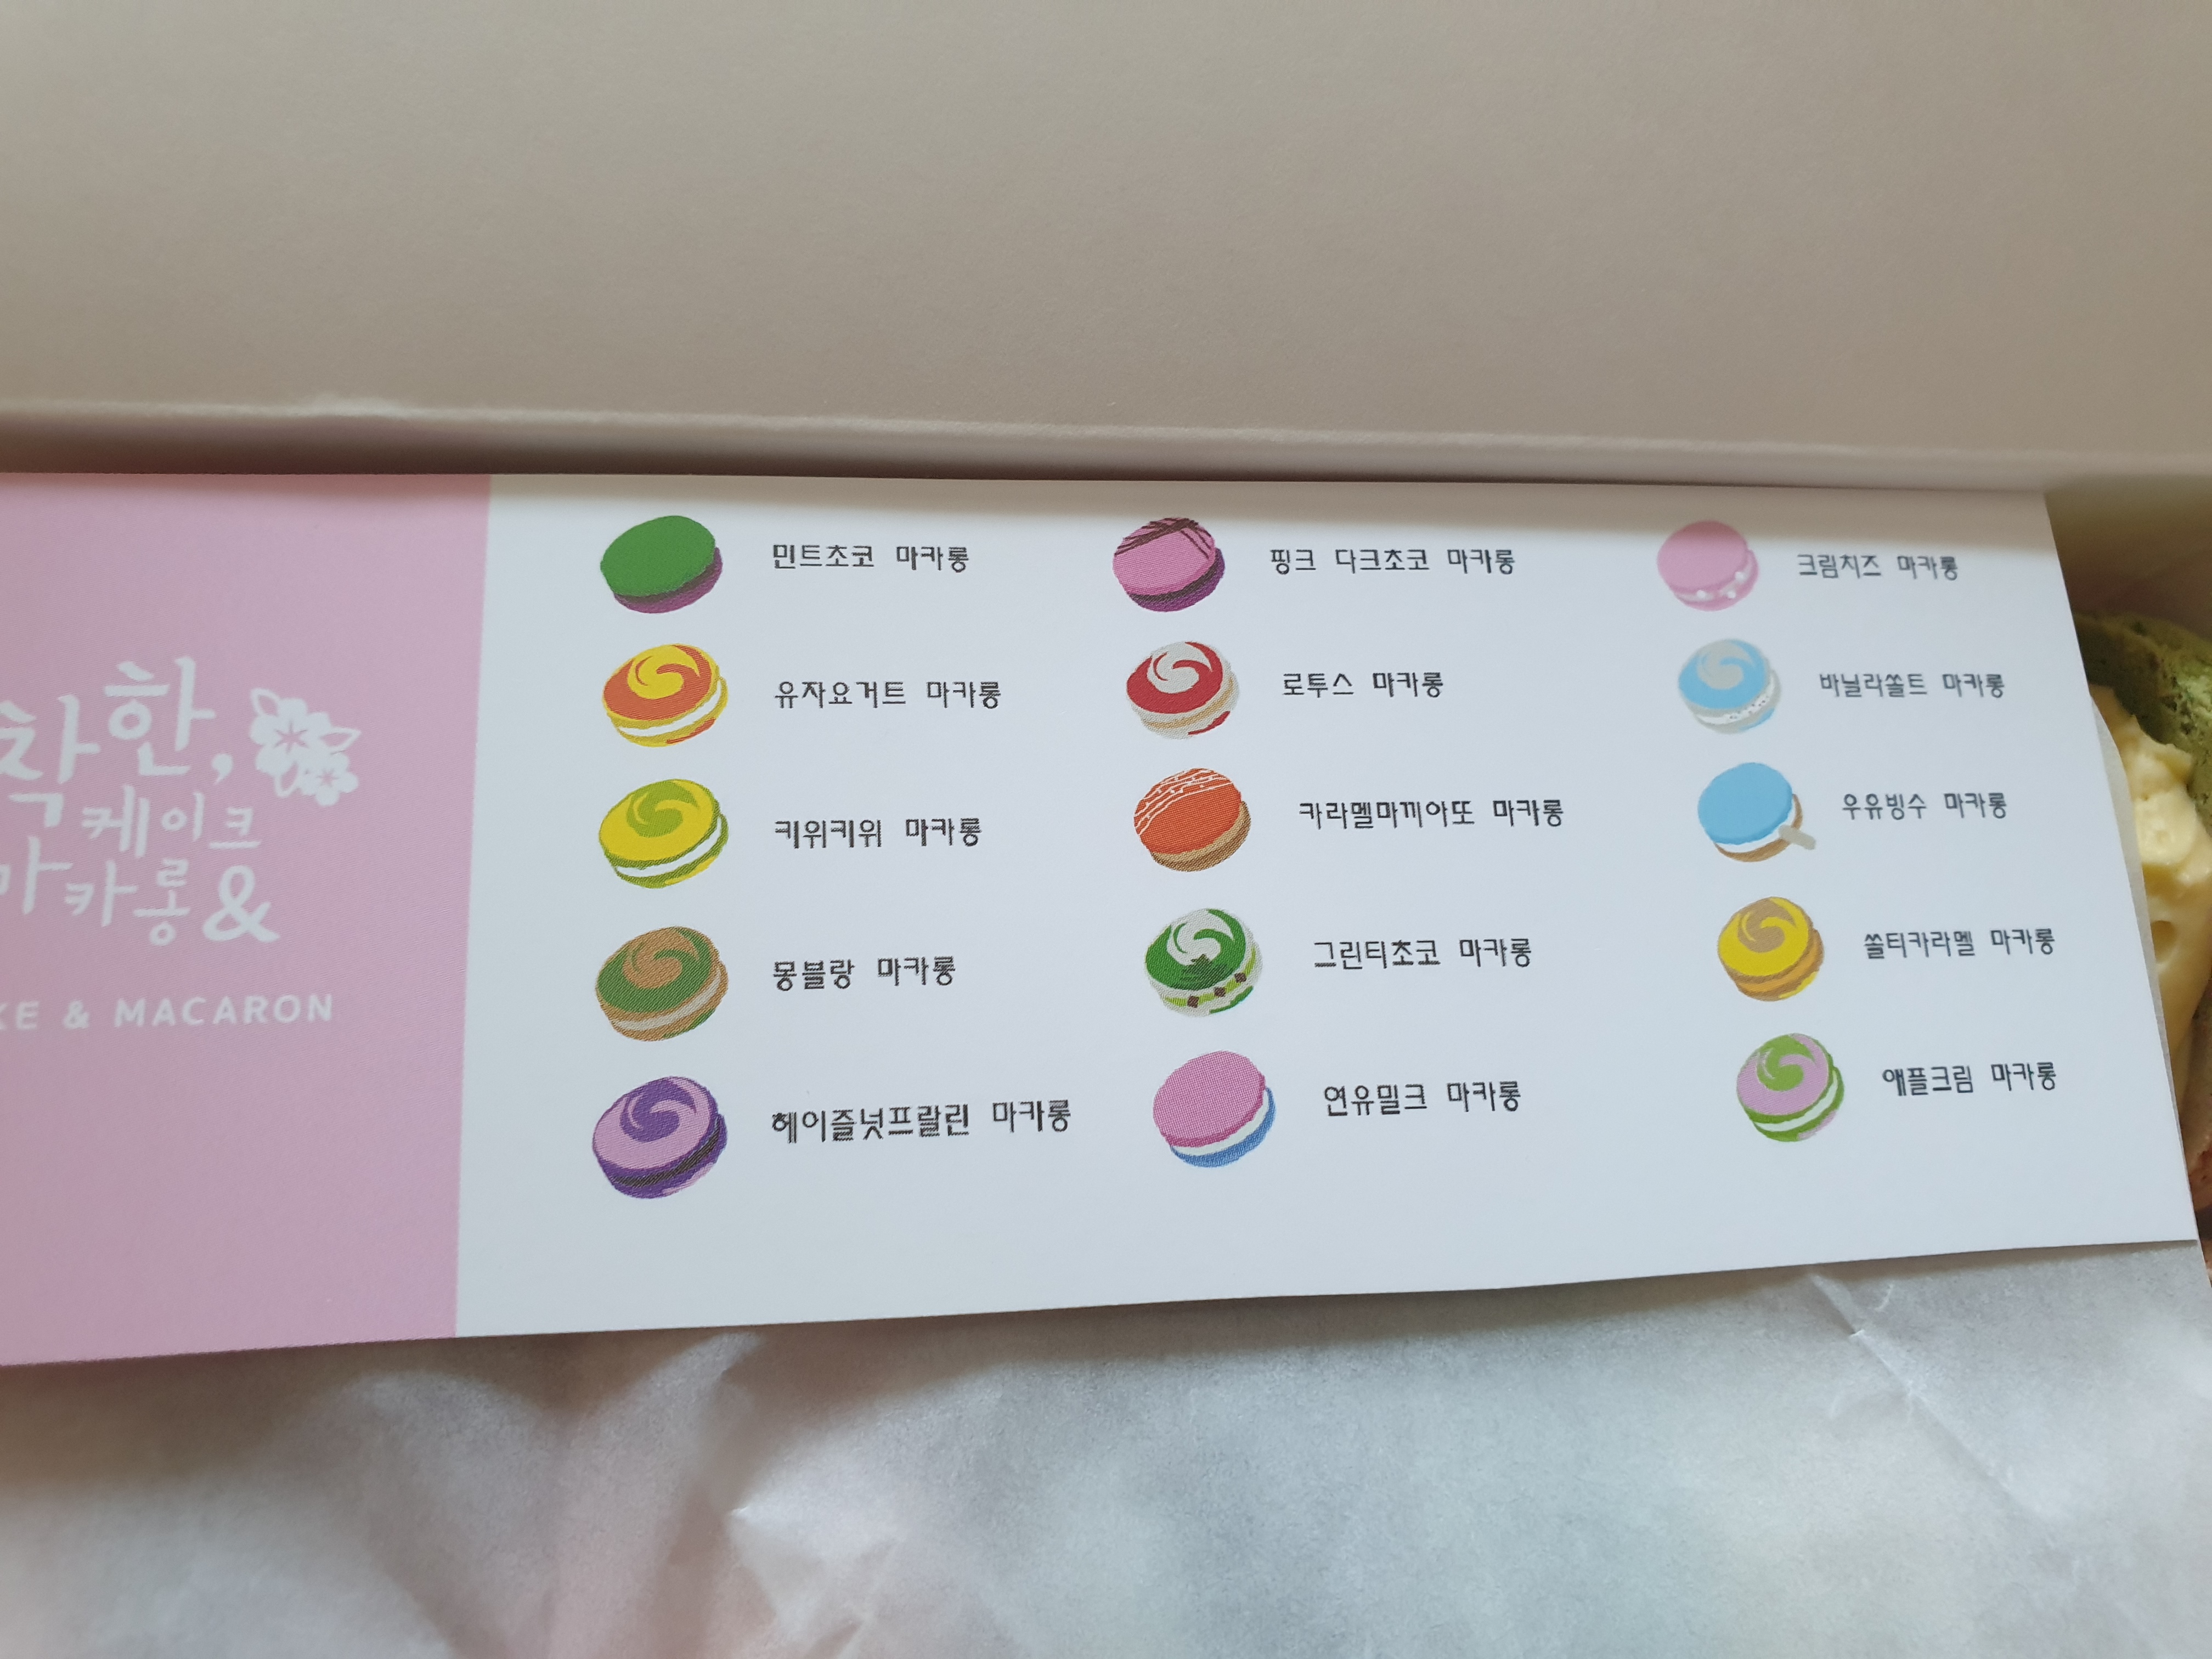 착한,
케이크
마카롱&
& MACARON
민트초코 마카롱
유자요거트 마카롱
키위키위 마카롱
몽블랑 마카롱
헤이즐넛프랄린 마카롱
핑크 다크초코 마카롱
로투스 마카롱
카라멜마끼아또 마카롱
그린티초코 마카롱
연유밀크 마카롱
크림치즈 마카롱
바닐라쏠트 마카롱
우유빙수 마카롱
쏠티카라멜 마카롱
애플크림 마카롱